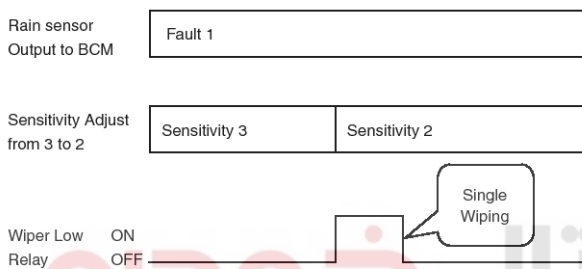 Rain sensor
Output to BCM
Fault 1
Sensitivity Adjust
from 3 to 2
Sensitivity 3
Sensitivity 2
Single
Wiping
Wiper Low ON
Relay OFF